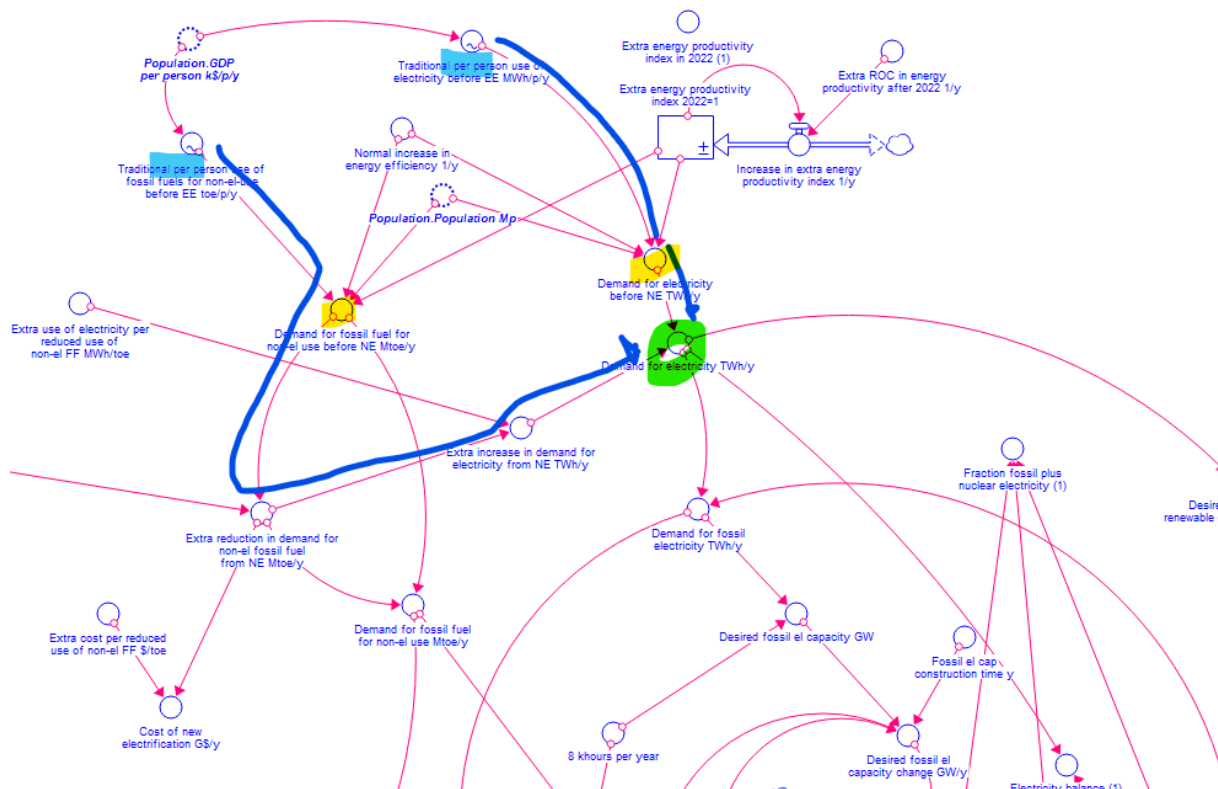 Population.GDP
per person k$/p/y
Traditional per person use of
electricity before EE MWh/p/y
Extra energy productivity
index in 2022 (1)
Extra ROC in energy
productivity after 2022 1/y
Extra energy productivity
index 2022=1
±
Increase in extra energy
productivity index 1/y
Normal increase in
energy efficiency 1/y
Traditional per person use of
fossil fuels for non-el-use
before EE toe/p/y
Population.Population Mp
Demand for electricity
before NE TWh/y
Extra use of electricity per
reduced use of
non-el FF MWh/toe
Demand for fossil fuel for
non-el use before NE Mtoe/y
Demand for electricity TWh/y
Extra increase in demand for
electricity from NE TWh/y
Fraction fossil plus
nuclear electricity (1)
Desire
renewable
Extra reduction in demand for
non-el fossil fuel
from NE Mtoe/y
Demand for fossil
electricity TWh/y
Extra cost per reduced
use of non-el FF $/toe
Demand for fossil fuel
for non-el use Mtoe/y
Desired fossil el capacity GW
Fossil el cap
construction time y
Cost of new
electrification G$/y
8 khours per year
Desired fossil el
capacity change GW/y
Electricity balance (1)